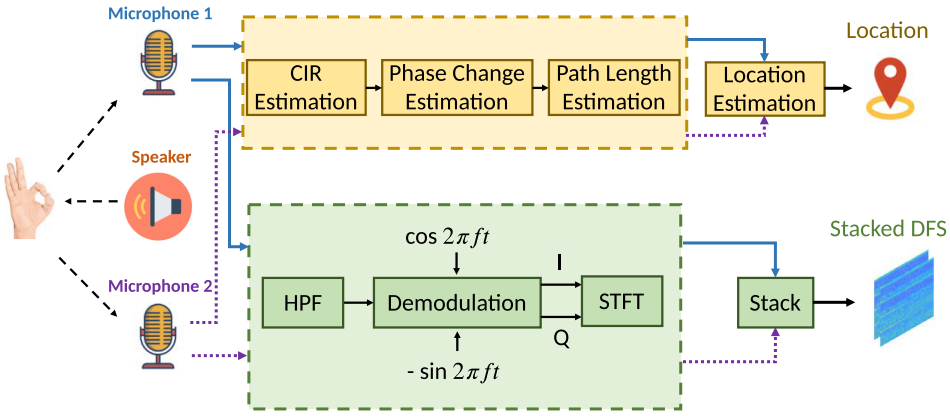 Microphone 1
Location
CIR
Estimation
Phase Change
Estimation
Path Length
Estimation
Location
Estimation
Speaker
Stacked DFS
cos 2πft
I
HPF
Demodulation
STFT
Stack
Q
Microphone 2
- sin 2πft